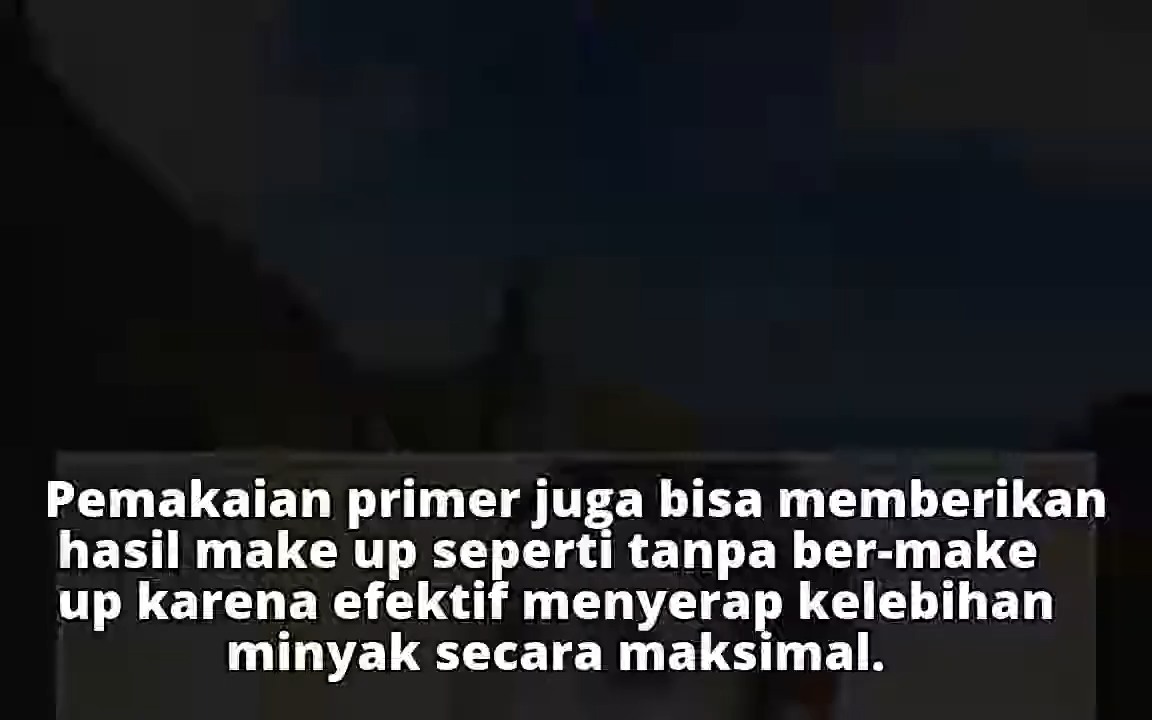 Pemakaian primer juga bisa memberikan
hasil make up seperti tanpa ber-make
up karena efektif menyerap kelebihan
minyak secara maksimal.